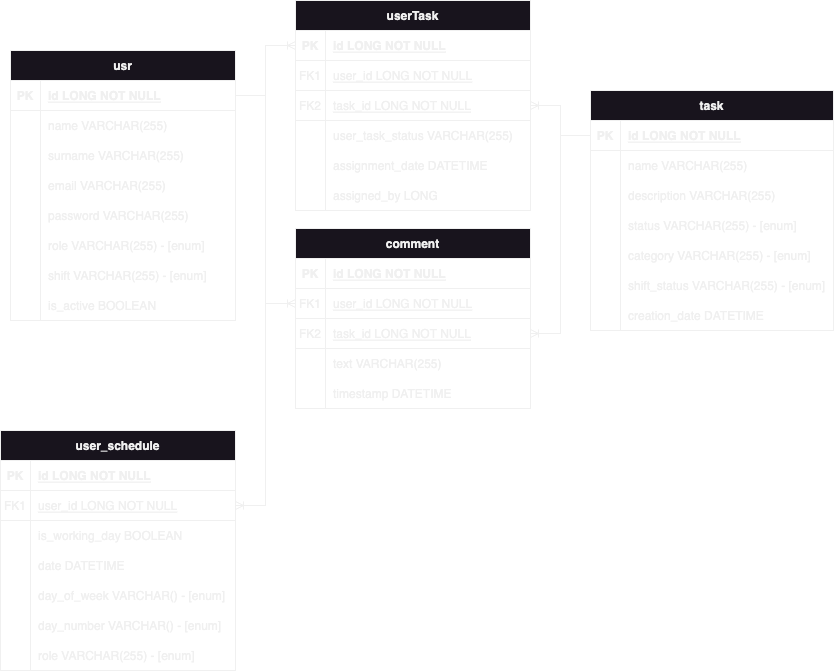 usr
PK id LONG NOT NULL
name VARCHAR(255)
surname VARCHAR(255)
email VARCHAR(255)
password VARCHAR(255)
role VARCHAR(255) - [enum]
shift VARCHAR(255) - [enum]
is_active BOOLEAN
userTask
PK id LONG NOT NULL
FK1 user_id LONG NOT NULL
FK2 task_id LONG NOT NULL
user_task_status VARCHAR(255)
assignment_date DATETIME
assigned_by LONG
task
PK id LONG NOT NULL
name VARCHAR(255)
description VARCHAR(255)
status VARCHAR(255) - [enum]
category VARCHAR(255) - [enum]
shift_status VARCHAR(255) - [enum]
creation_date DATETIME
comment
PK id LONG NOT NULL
FK1 user_id LONG NOT NULL
FK2 task_id LONG NOT NULL
text VARCHAR(255)
timestamp DATETIME
user_schedule
PK id LONG NOT NULL
FK1 user_id LONG NOT NULL
is_working_day BOOLEAN
date DATETIME
day_of_week VARCHAR() - [enum]
day_number VARCHAR() - [enum]
role VARCHAR(255) - [enum]